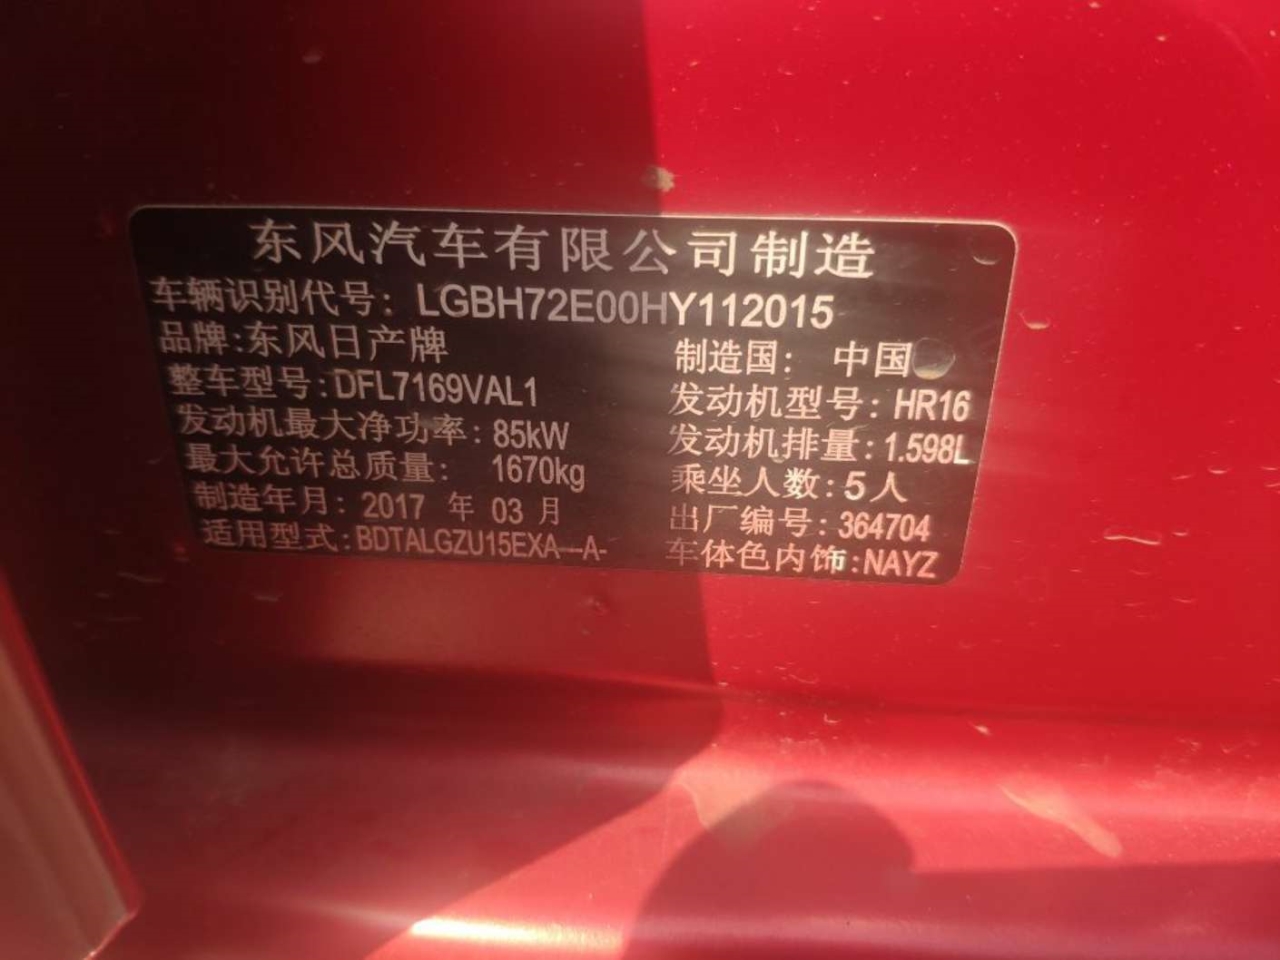 东风汽车有限公司制造
车辆识别代号: LGBH72E00HY112015
品牌:东风日产牌 制造国: 中国
整车型号:DFL7169VAL1 发动机型号:HR16
发动机最大净功率:85kW 发动机排量:1.598L
最大允许总质量: 1670kg 乘坐人数:5人
制造年月:2017 年 03 月 出厂编号:364704
适用型式:BDTALGZU15EXA--A- 车体色内饰:NAYZ